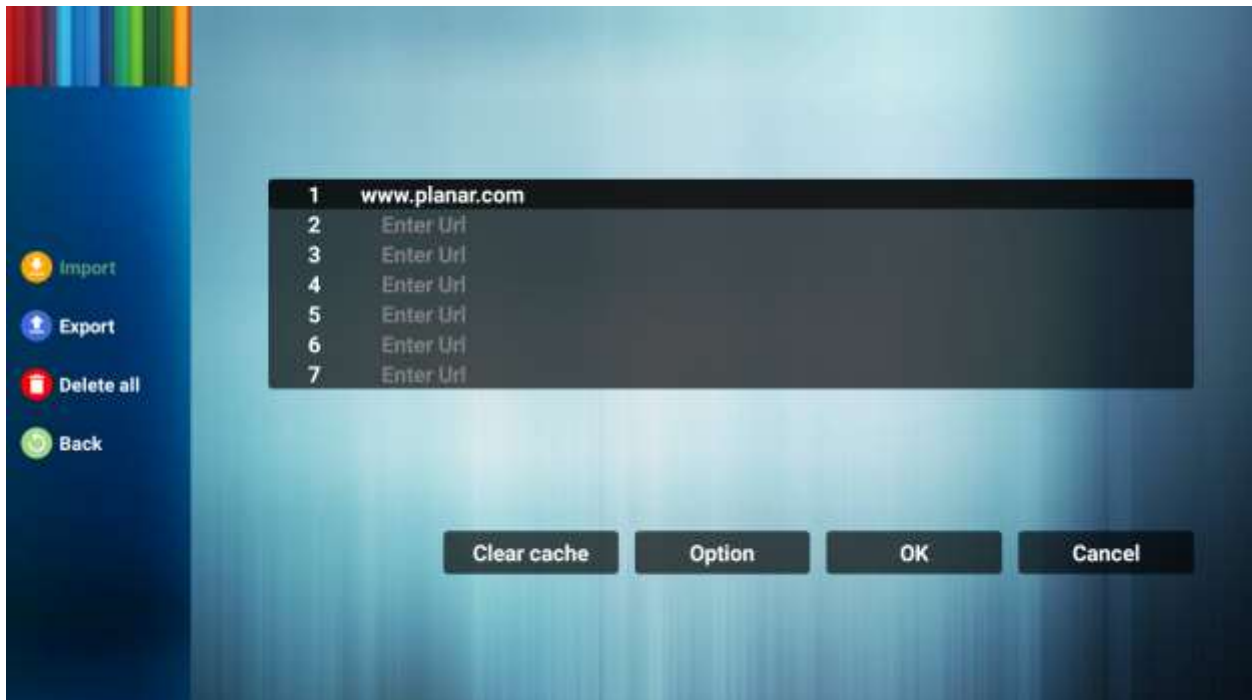 Import
Export
Delete all
Back
1 www.planar.com
2 Enter Url
3 Enter Url
4 Enter Url
5 Enter Url
6 Enter Url
7 Enter Url
Clear cache
Option
OK
Cancel